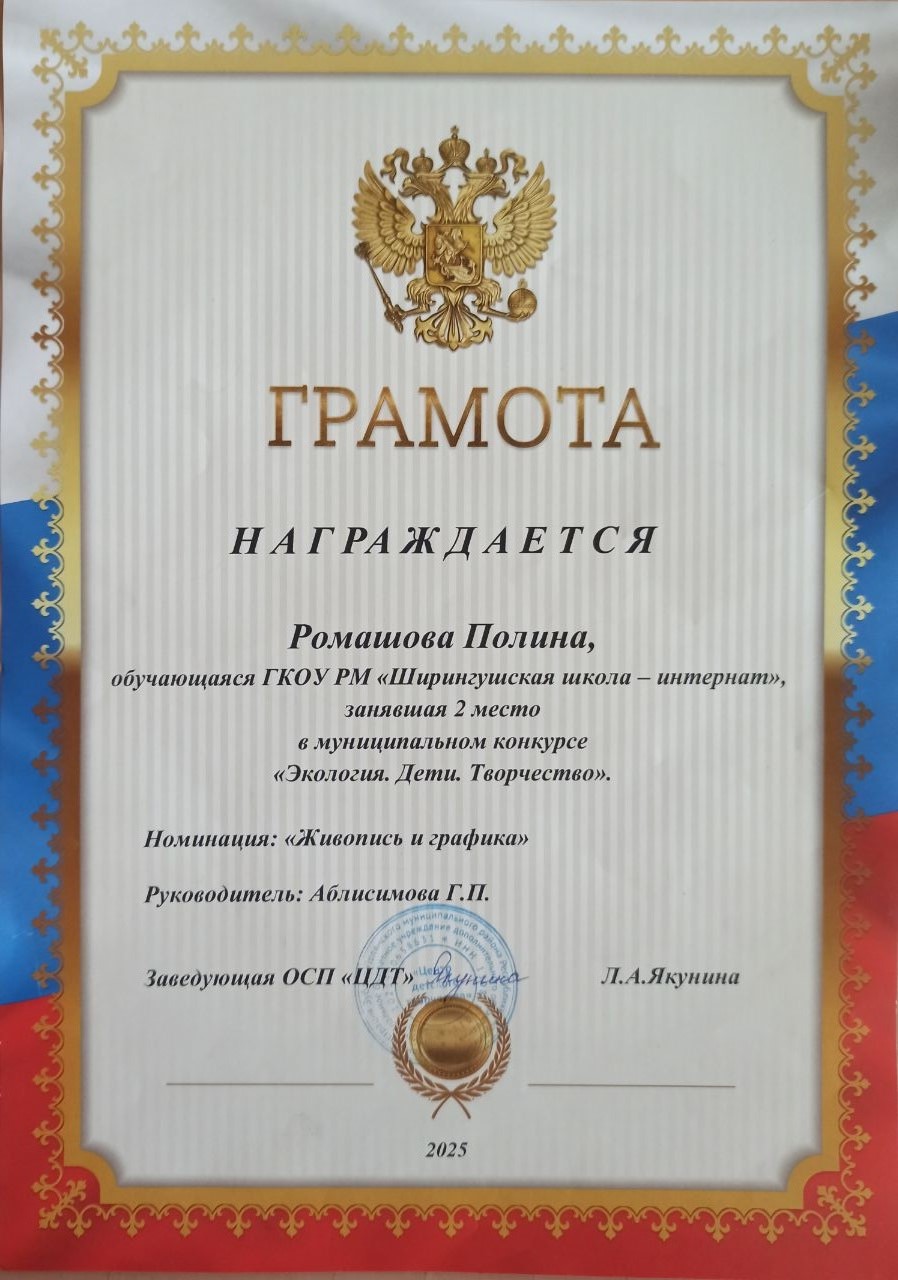 ГРАМОТА
НАГРАЖДАЕТСЯ
Ромашова Полина,
обучающаяся ГКОУ РМ «Ширингушская школа – интернат»,
занявшая 2 место
в муниципальном конкурсе
«Экология. Дети. Творчество».
Номинация: «Живопись и графика»
Руководитель: Аблисимова Г.П.
Заведующая ОСП «ЦДТ» Л.А.Якунина
2025